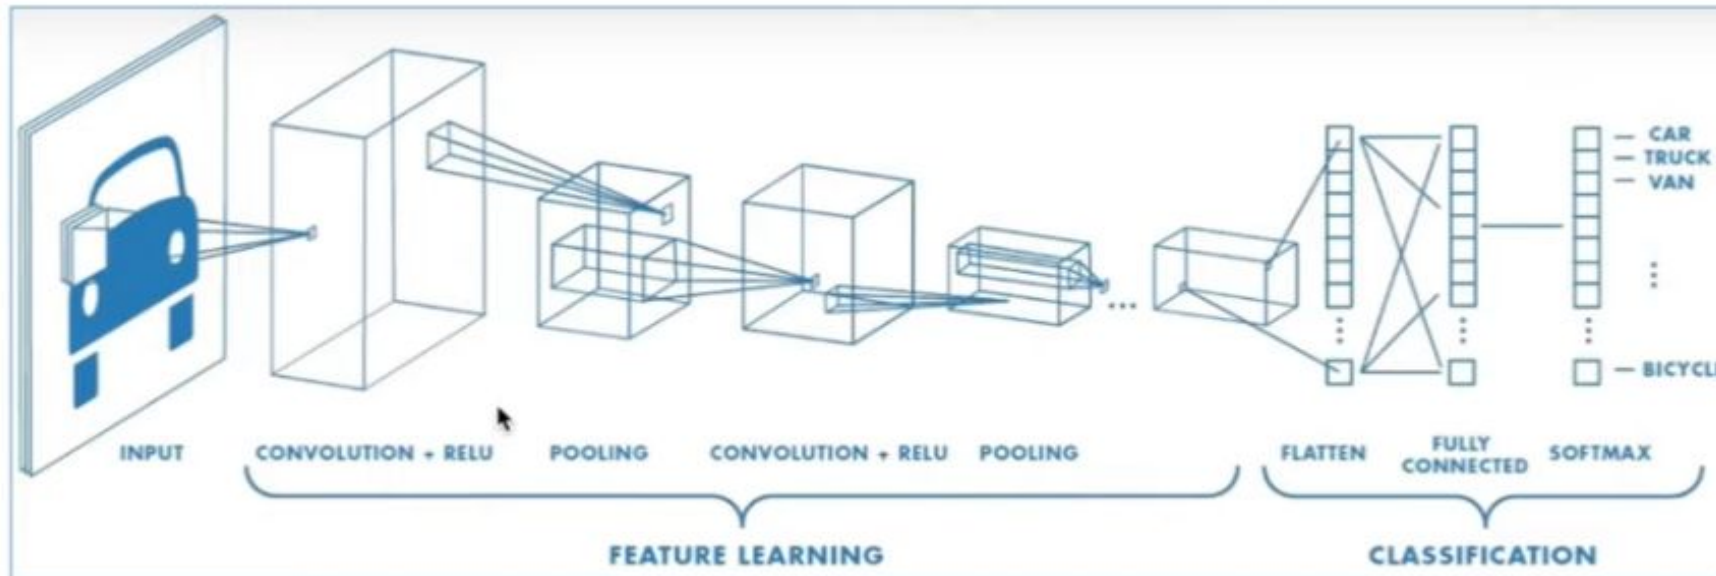 CAR
TRUCK
VAN
BICYCL
INPUT
CONVOLUTION + RELU
POOLING
CONVOLUTION + RELU
POOLING
FLATTEN
FULLY
CONNECTED
SOFTMAX
FEATURE LEARNING
CLASSIFICATION